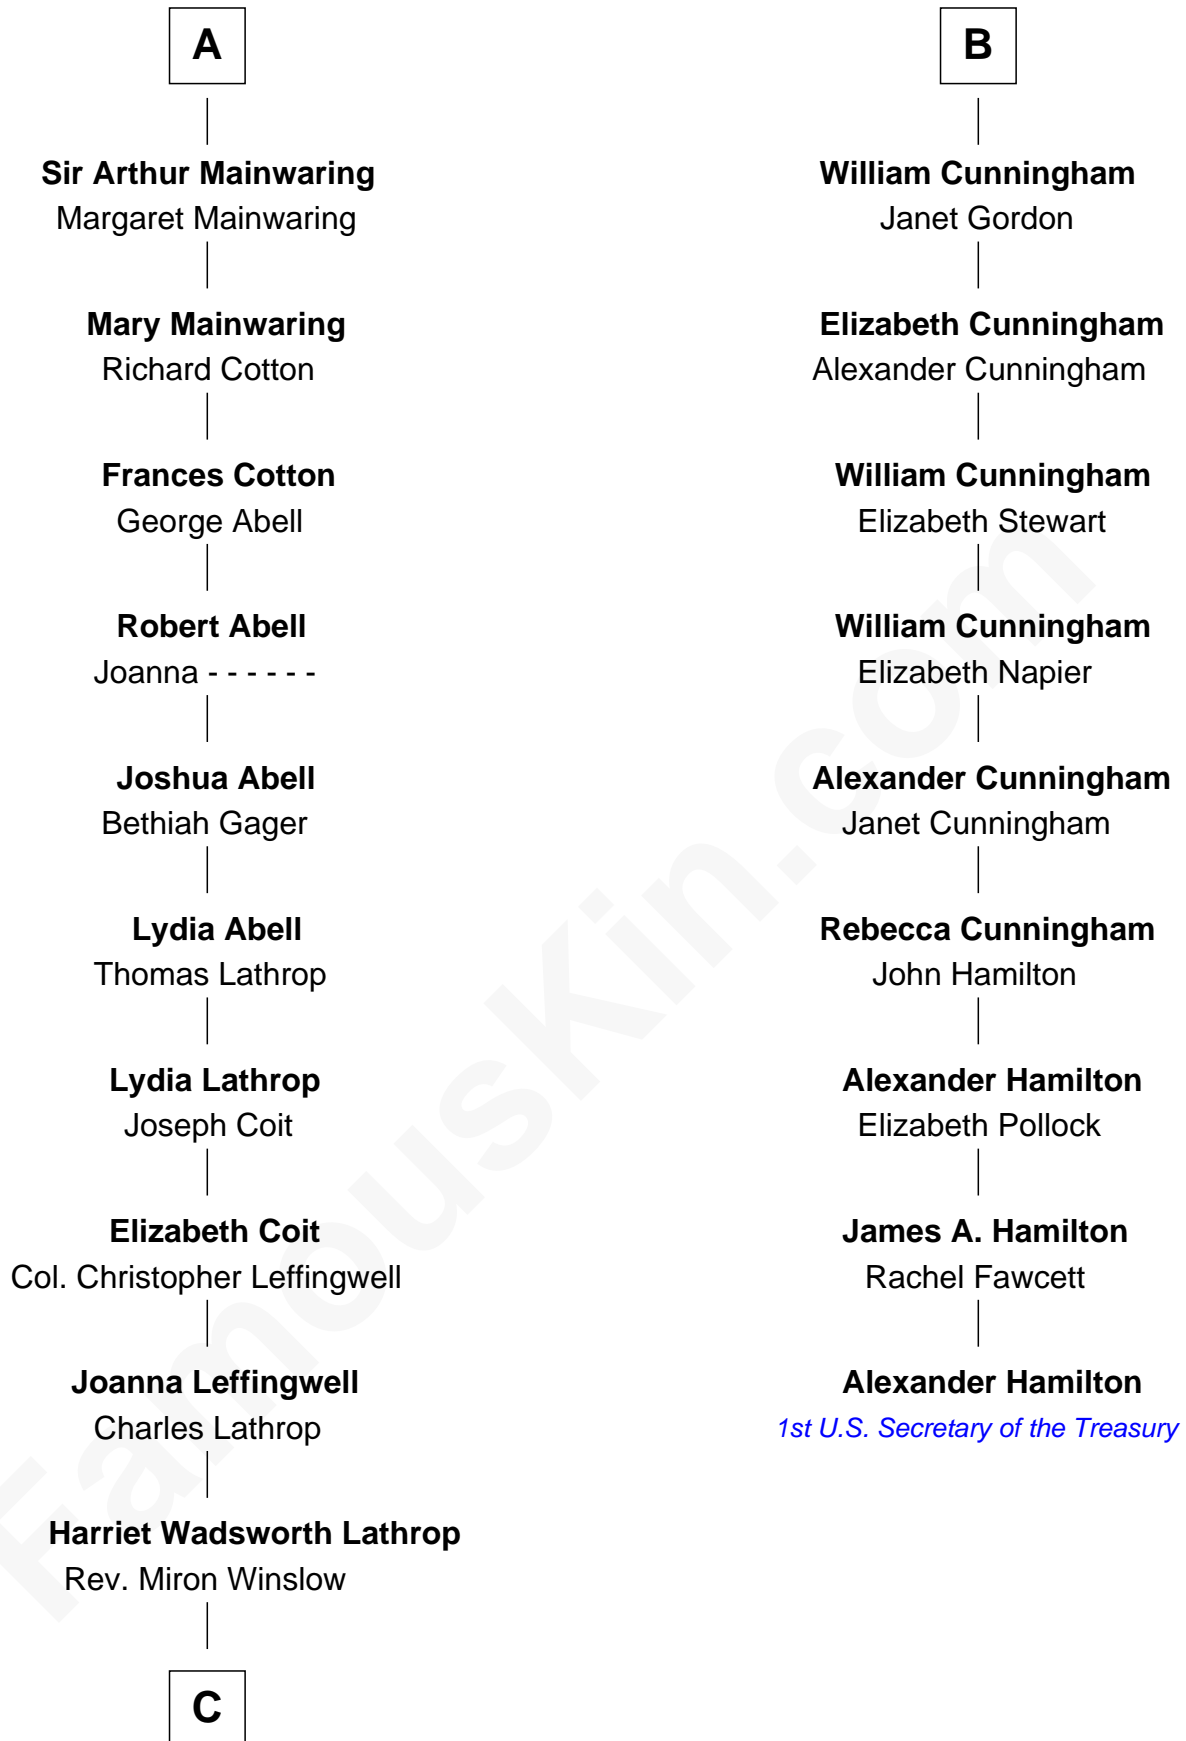 A
Sir Arthur Mainwaring
Margaret Mainwaring
Mary Mainwaring
Richard Cotton
Frances Cotton
George Abell
Robert Abell
Joanna - - - - - -
Joshua Abell
Bethiah Gager
Lydia Abell
Thomas Lathrop
Lydia Lathrop
Joseph Coit
Elizabeth Coit
Col. Christopher Leffingwell
Joanna Leffingwell
Charles Lathrop
Harriet Wadsworth Lathrop
Rev. Miron Winslow
C
B
William Cunningham
Janet Gordon
Elizabeth Cunningham
Alexander Cunningham
William Cunningham
Elizabeth Stewart
William Cunningham
Elizabeth Napier
Alexander Cunningham
Janet Cunningham
Rebecca Cunningham
John Hamilton
Alexander Hamilton
Elizabeth Pollock
James A. Hamilton
Rachel Fawcett
Alexander Hamilton
1st U.S. Secretary of the Treasury
FamousKin.com